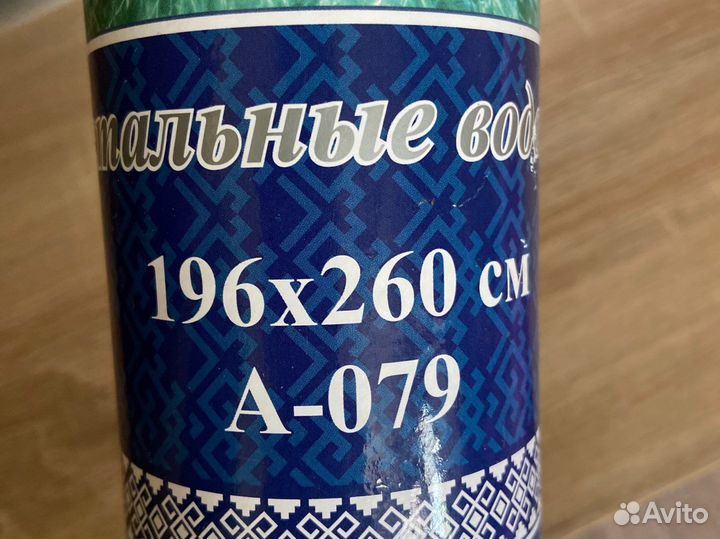 тальные вод
196x260 см
А-079
Avito